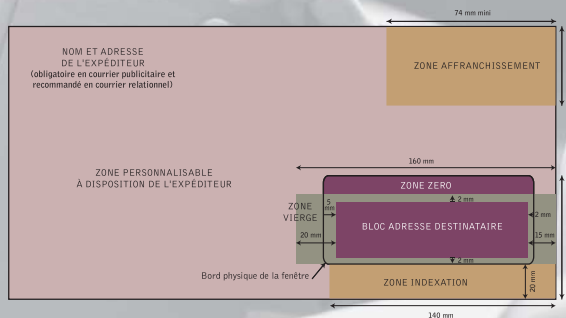 74 mm mini
NOM ET ADRESSE
DE L'EXPÉDITEUR
(obligatoire en courrier publicitaire et
recommandé en courrier relationnel)
ZONE AFFRANCHISSEMENT
160 mm
ZONE PERSONNALISABLE
À DISPOSITION DE L'EXPÉDITEUR
ZONE ZERO
2 mm
5
mm
ZONE
VIERGE
2 mm
BLOC ADRESSE DESTINATAIRE
20 mm
15 mm
2 mm
Bord physique de la fenêtre
ZONE INDEXATION
20 mm
140 mm